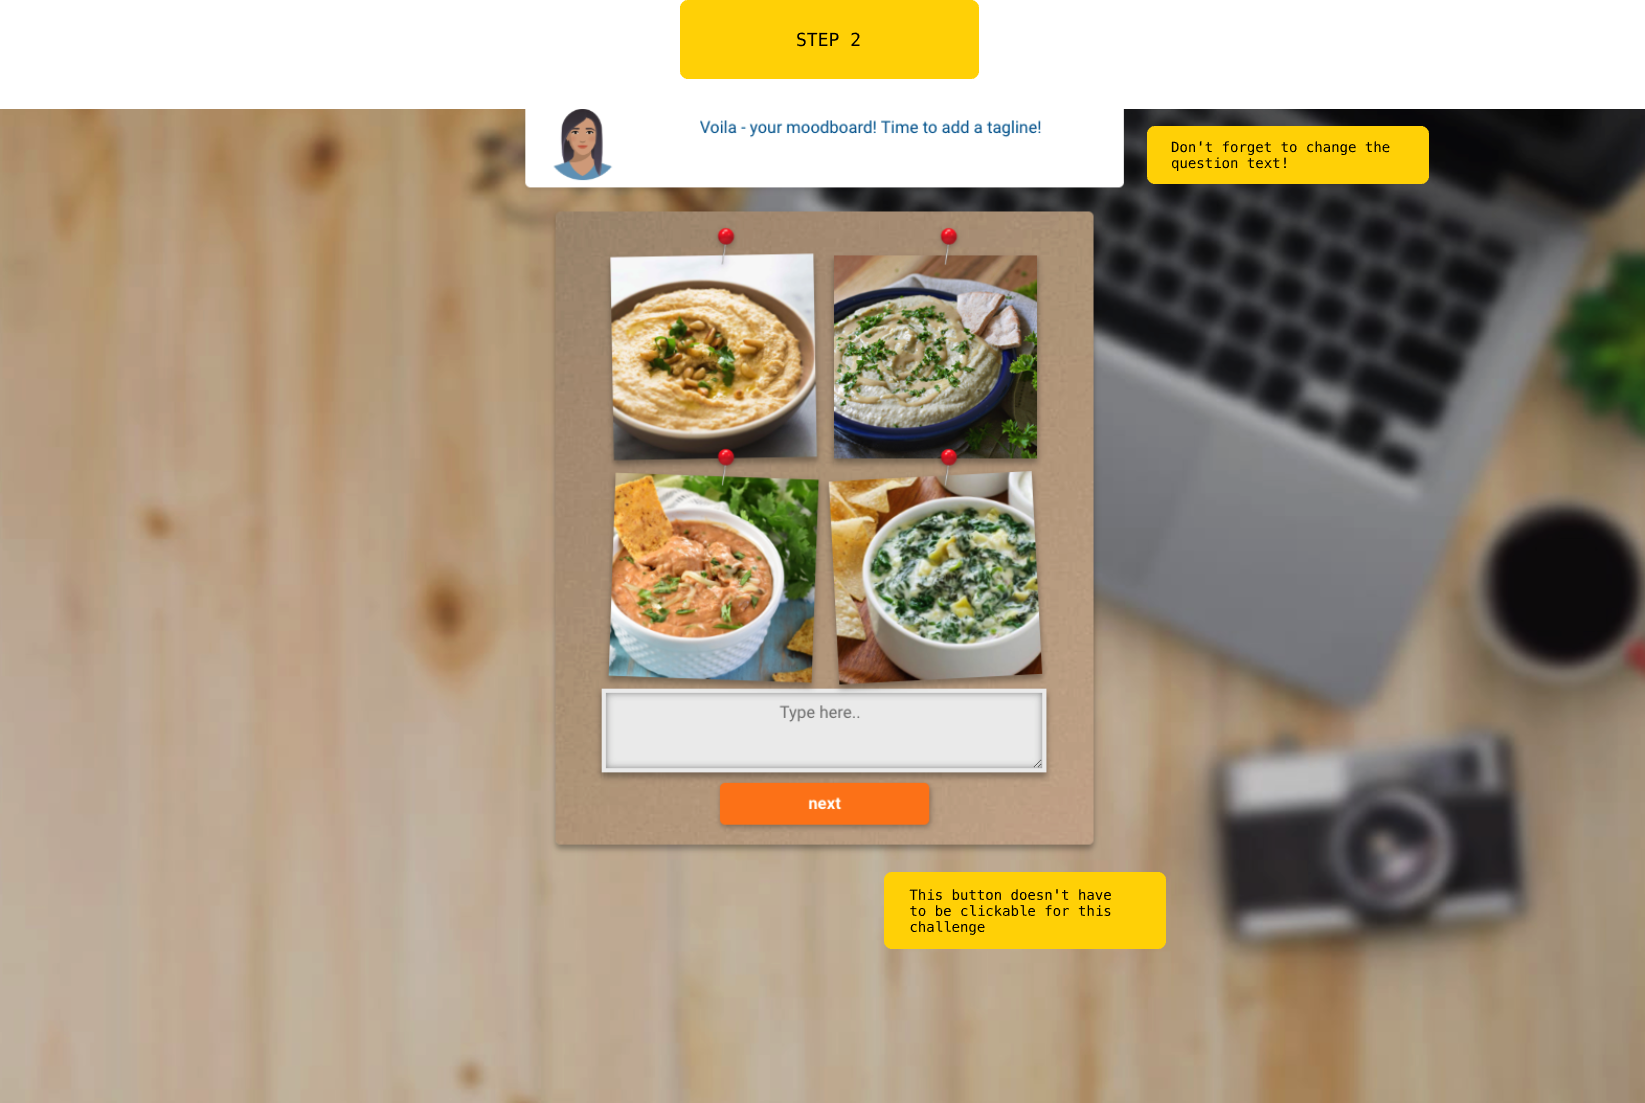 STEP 2
Voila - your moodboard! Time to add a tagline!
Don't forget to change the
question text!
Type here..
next
This button doesn't have
to be clickable for this
challenge